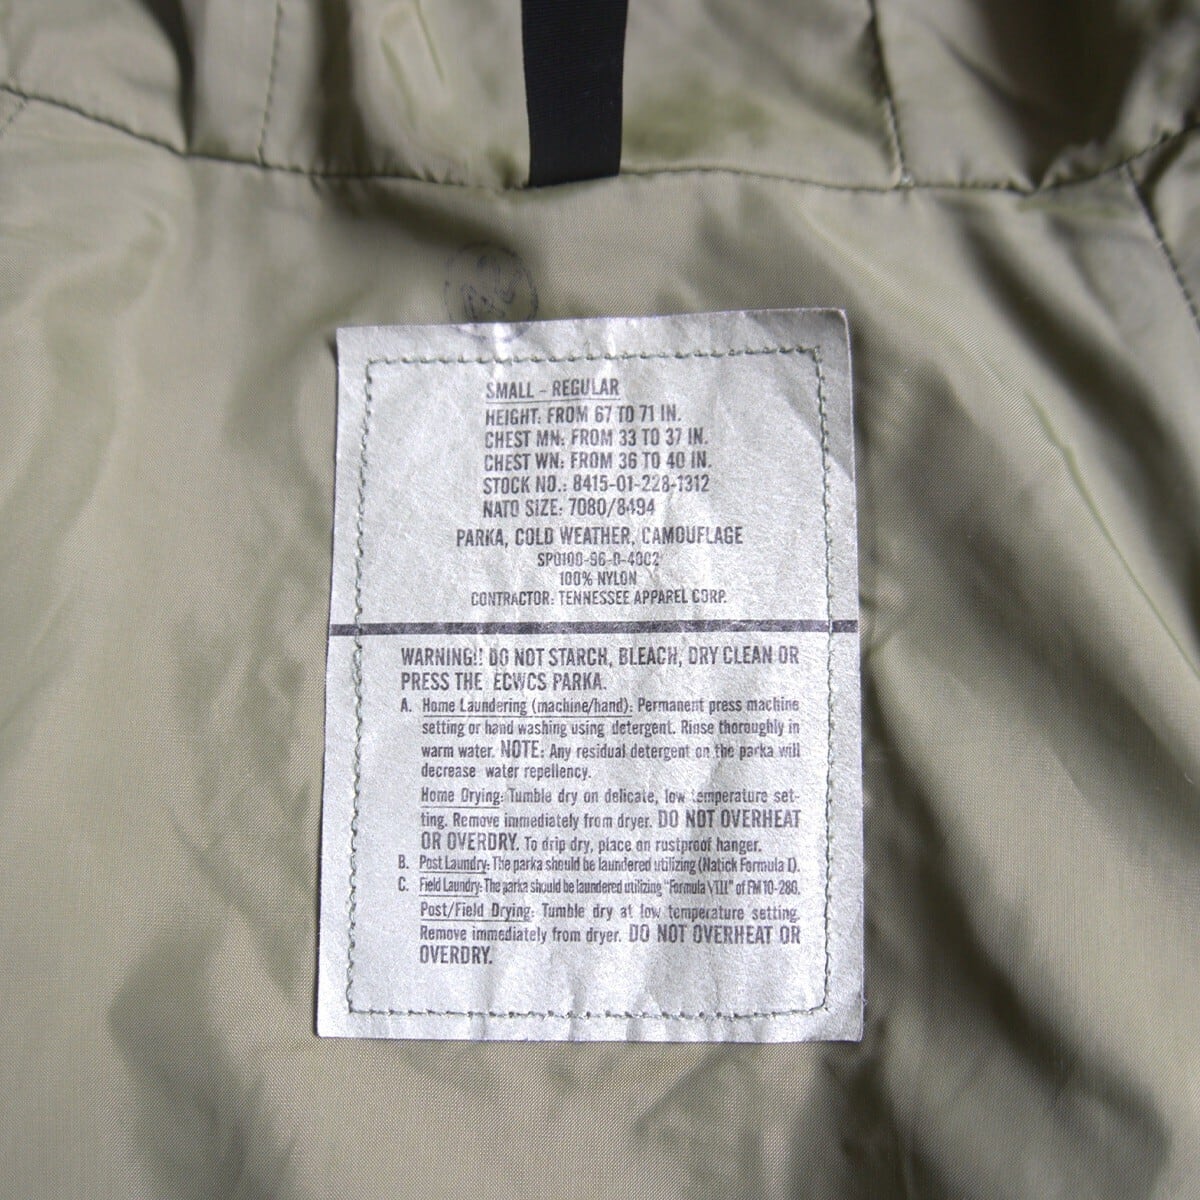 SMALL - REGULAR
HEIGHT: FROM 67 TO 71 IN.
CHEST MN: FROM 33 TO 37 IN.
CHEST WN: FROM 36 TO 40 IN.
STOCK NO.: 8415-01-228-1312
NATO SIZE: 7080/8494
PARKA, COLD WEATHER, CAMOUFLAGE
SP0100-96-D-4002
100% NYLON
CONTRACTOR: TENNESSEE APPAREL CORP.
WARNING!! DO NOT STARCH, BLEACH, DRY CLEAN OR
PRESS THE ECWCS PARKA.
A. Home Laundering (machine/hand): Permanent press machine
setting or hand washing using detergent. Rinse thoroughly in
warm water. NOTE: Any residual detergent on the parka will
decrease water repellency.
Home Drying: Tumble dry on delicate, low temperature set-
ting. Remove immediately from dryer. DO NOT OVERHEAT
OR OVERDRY. To drip dry, place on rustproof hanger.
B. Post Laundry: The parka should be laundered utilizing (Natick Formula I).
C. Field Laundry: The parka should be laundered utilizing "Formula VIII" of FM 10-280.
Post/Field Drying: Tumble dry at low temperature setting.
Remove immediately from dryer. DO NOT OVERHEAT OR
OVERDRY.